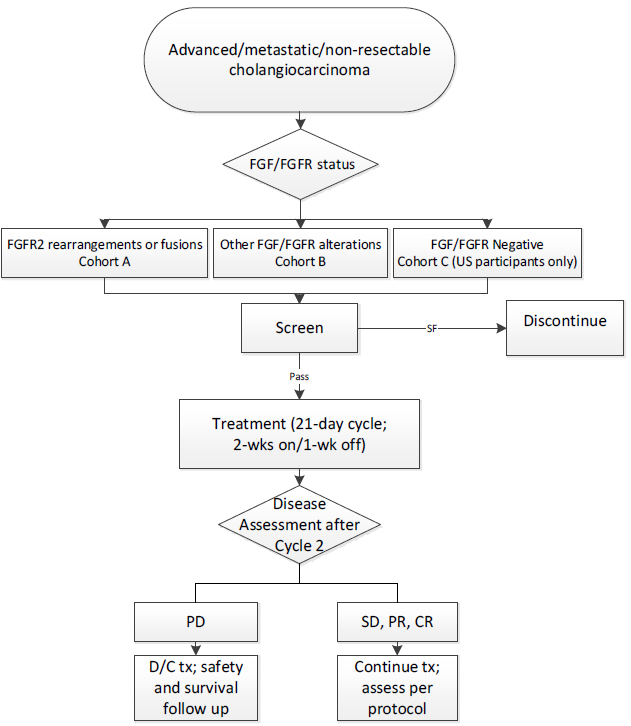 Advanced/metastatic/non-resectable
cholangiocarcinoma
FGF/FGFR status
FGFR2 rearrangements or fusions
Cohort A
Other FGF/FGFR alterations
Cohort B
FGF/FGFR Negative
Cohort C (US participants only)
Screen
SF
Discontinue
Pass
Treatment (21-day cycle;
2-wks on/1-wk off)
Disease
Assessment after
Cycle 2
PD
SD, PR, CR
D/C tx; safety
and survival
follow up
Continue tx;
assess per
protocol